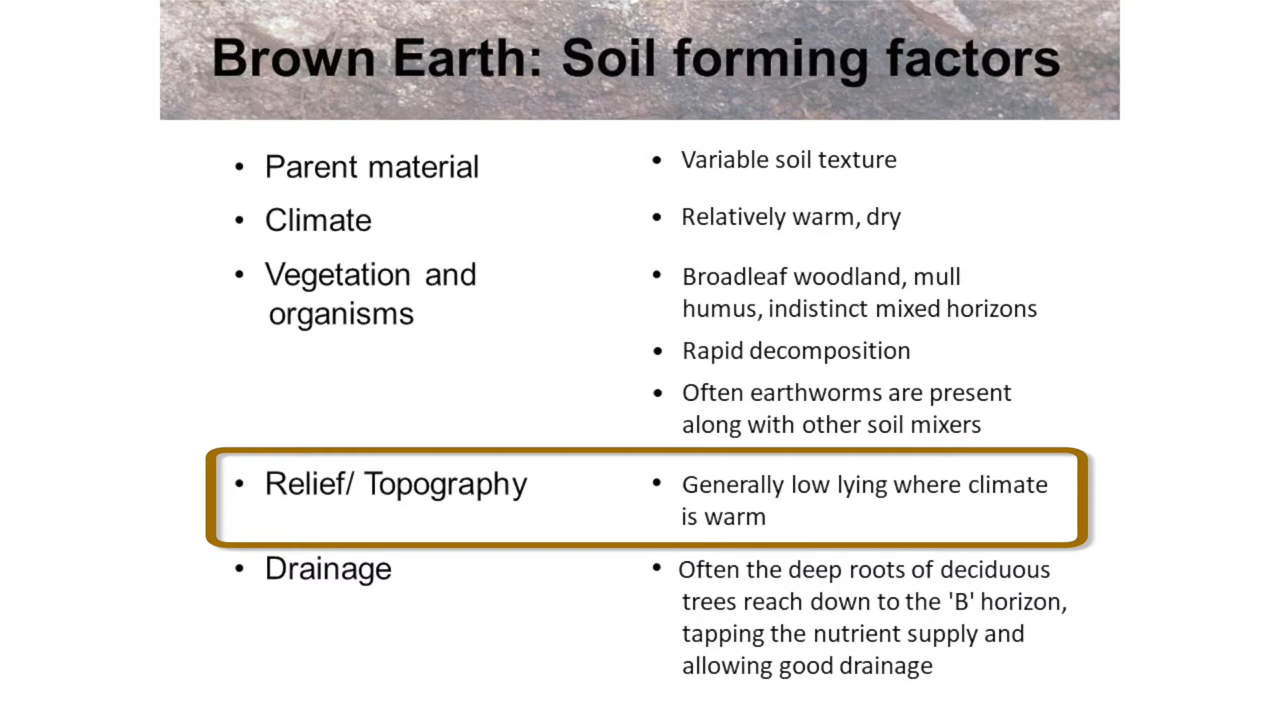 Brown Earth: Soil forming factors
• Parent material
• Variable soil texture
• Climate
• Relatively warm, dry
• Vegetation and
organisms
• Broadleaf woodland, mull
humus, indistinct mixed horizons
• Rapid decomposition
• Often earthworms are present
along with other soil mixers
• Relief/ Topography
• Generally low lying where climate
is warm
• Drainage
• Often the deep roots of deciduous
trees reach down to the 'B' horizon,
tapping the nutrient supply and
allowing good drainage